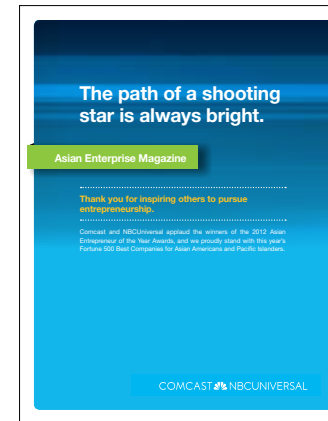 The path of a shooting
star is always bright.
Asian Enterprise Magazine
Thank you for inspiring others to pursue
entrepreneurship.
Comcast and NBCUniversal applaud the winners of the 2012 Asian
Entrepreneur of the Year Awards, and we proudly stand with this year's
Fortune 500 Best Companies for Asian Americans and Pacific Islanders.
COMCAST NBCUNIVERSAL